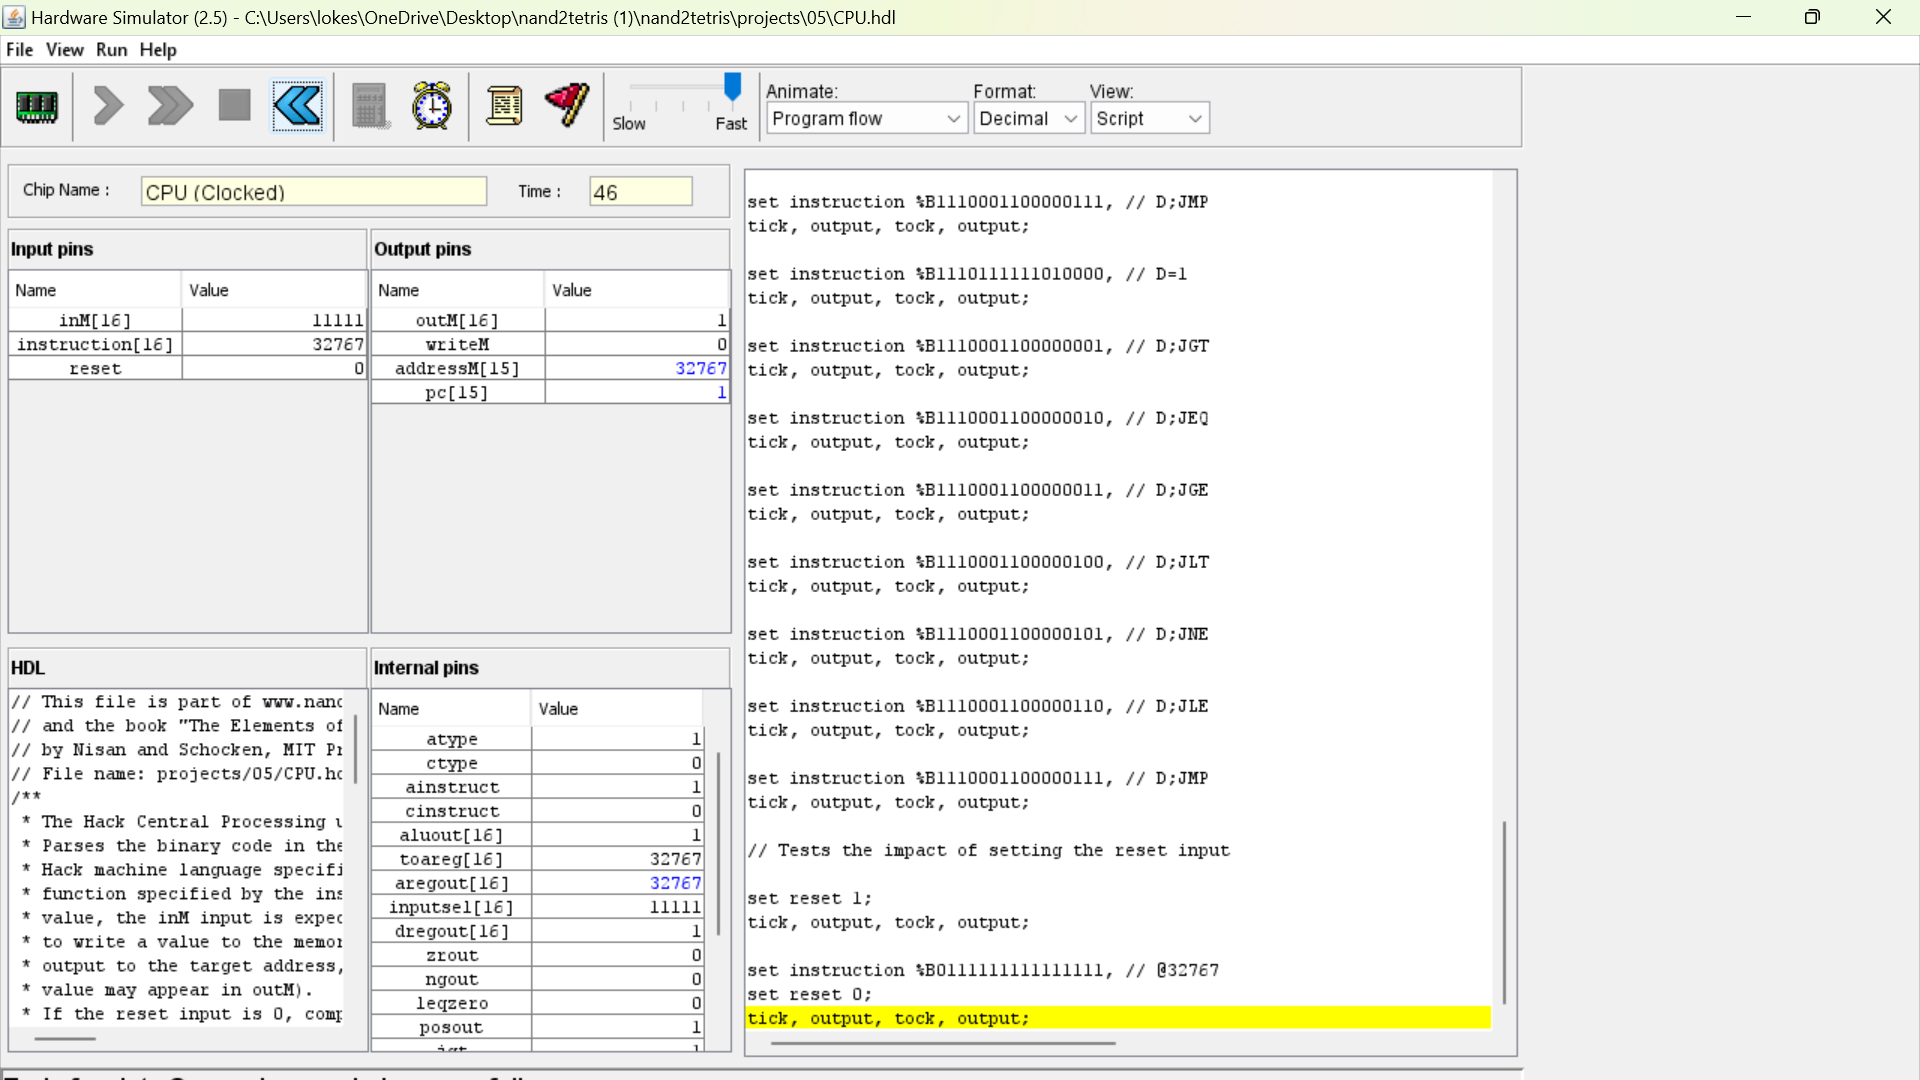 Hardware Simulator (2.5) - C:\Users\lokes\OneDrive\Desktop\nand2tetris (1)\nand2tetris\projects\05\CPU.hdl
File View Run Help
Slow Fast
Animate: Format: View:
Program flow Decimal Script
Chip Name : CPU (Clocked) Time : 46
Input pins
Name Value
inM[16] 11111
instruction[16] 32767
reset 0
Output pins
Name Value
outM[16] 1
writeM 0
addressM[15] 32767
pc[15] 1
HDL
// This file is part of www.nand
// and the book "The Elements of
// by Nisan and Schocken, MIT Pr
// File name: projects/05/CPU.hd
/**
* The Hack Central Processing u
* Parses the binary code in the
* Hack machine language specifi
* function specified by the ins
* value, the inM input is expec
* to write a value to the memor
* output to the target address,
* value may appear in outM).
* If the reset input is 0, comp
Internal pins
Name Value
atype 1
ctype 0
ainstruct 1
cinstruct 0
aluout[16] 1
toareg[16] 32767
aregout[16] 32767
inputsel[16] 11111
dregout[16] 1
zrout 0
ngout 0
leqzero 0
posout 1
jgt 1
set instruction %B1110001100000111, // D;JMP
tick, output, tock, output;
set instruction %B1110111111010000, // D=1
tick, output, tock, output;
set instruction %B1110001100000001, // D;JGT
tick, output, tock, output;
set instruction %B1110001100000010, // D;JEQ
tick, output, tock, output;
set instruction %B1110001100000011, // D;JGE
tick, output, tock, output;
set instruction %B1110001100000100, // D;JLT
tick, output, tock, output;
set instruction %B1110001100000101, // D;JNE
tick, output, tock, output;
set instruction %B1110001100000110, // D;JLE
tick, output, tock, output;
set instruction %B1110001100000111, // D;JMP
tick, output, tock, output;
// Tests the impact of setting the reset input
set reset 1;
tick, output, tock, output;
set instruction %B0111111111111111, // @32767
set reset 0;
tick, output, tock, output;